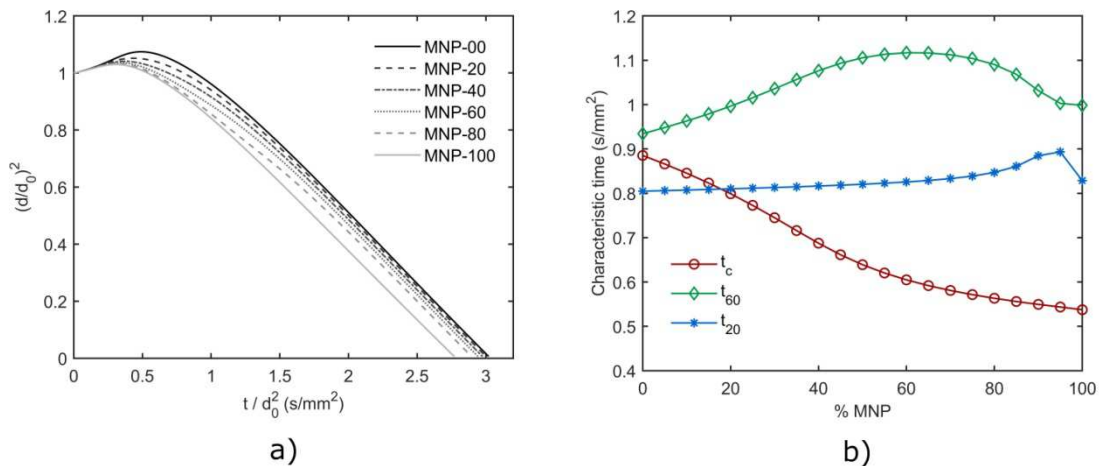 1.2
1
0.8
0.6
0.4
0.2
0
(d/d₀)²
0 0.5 1 1.5 2 2.5 3
t / d₀² (s/mm²)
MNP-00
MNP-20
MNP-40
MNP-60
MNP-80
MNP-100
a)
1.2
1.1
1
0.9
0.8
0.7
0.6
0.5
0.4
Characteristic time (s/mm²)
0 20 40 60 80 100
% MNP
t_c
t₆₀
t₂₀
b)